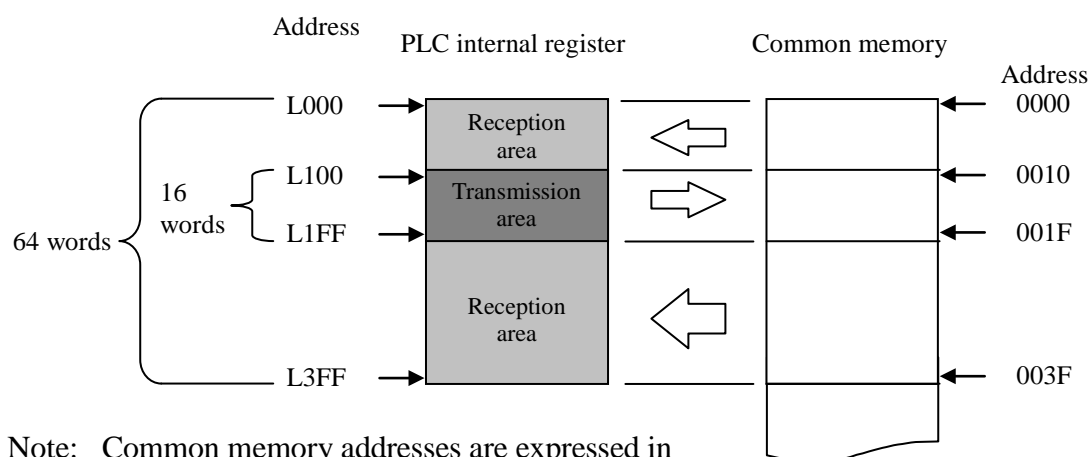 Address
PLC internal register
Common memory
Address
L000
Reception
area
0000
L100
Transmission
area
0010
16
words
64 words
L1FF
001F
Reception
area
L3FF
003F
Note: Common memory addresses are expressed in